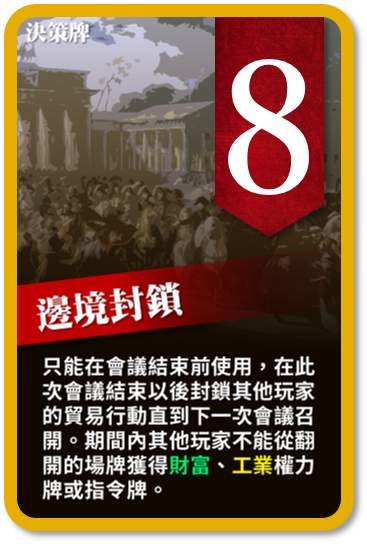 決策牌
8
邊境封鎖
只能在會議結束前使用，在此
次會議結束以後封鎖其他玩家
的貿易行動直到下一次會議召
開。期間內其他玩家不能從翻
開的場牌獲得財富、工業權力
牌或指令牌。